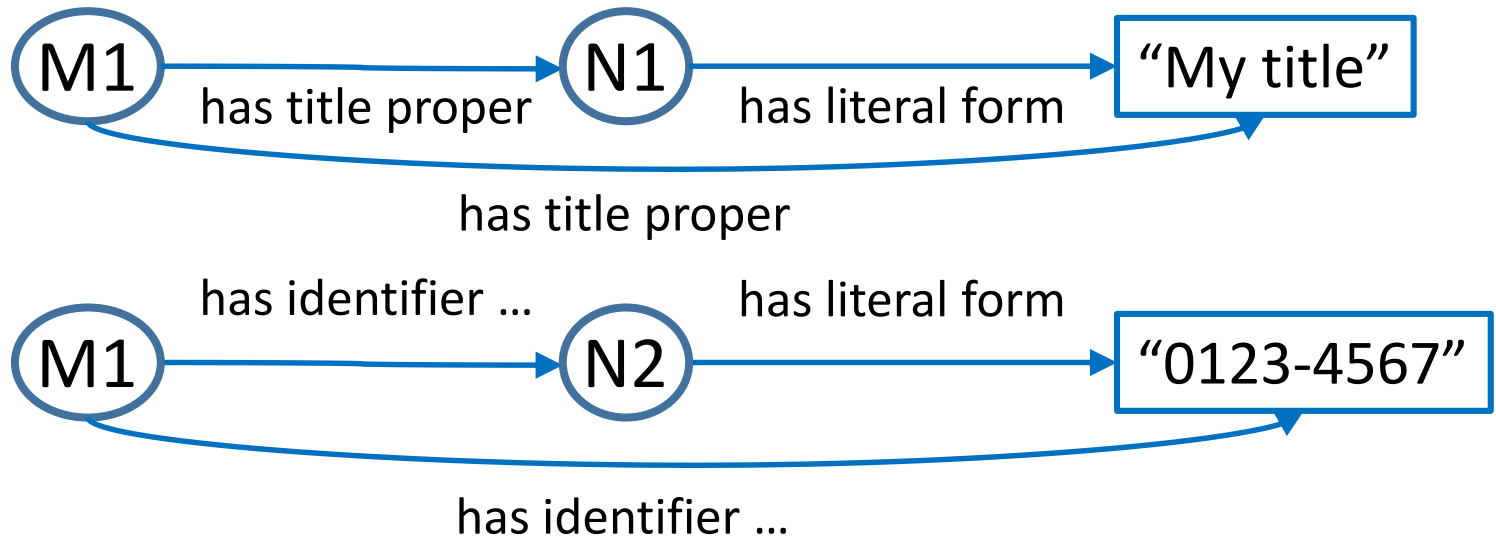 M1
has title proper
N1
has literal form
“My title”
has title proper
M1
has identifier ...
N2
has literal form
“0123-4567”
has identifier ...